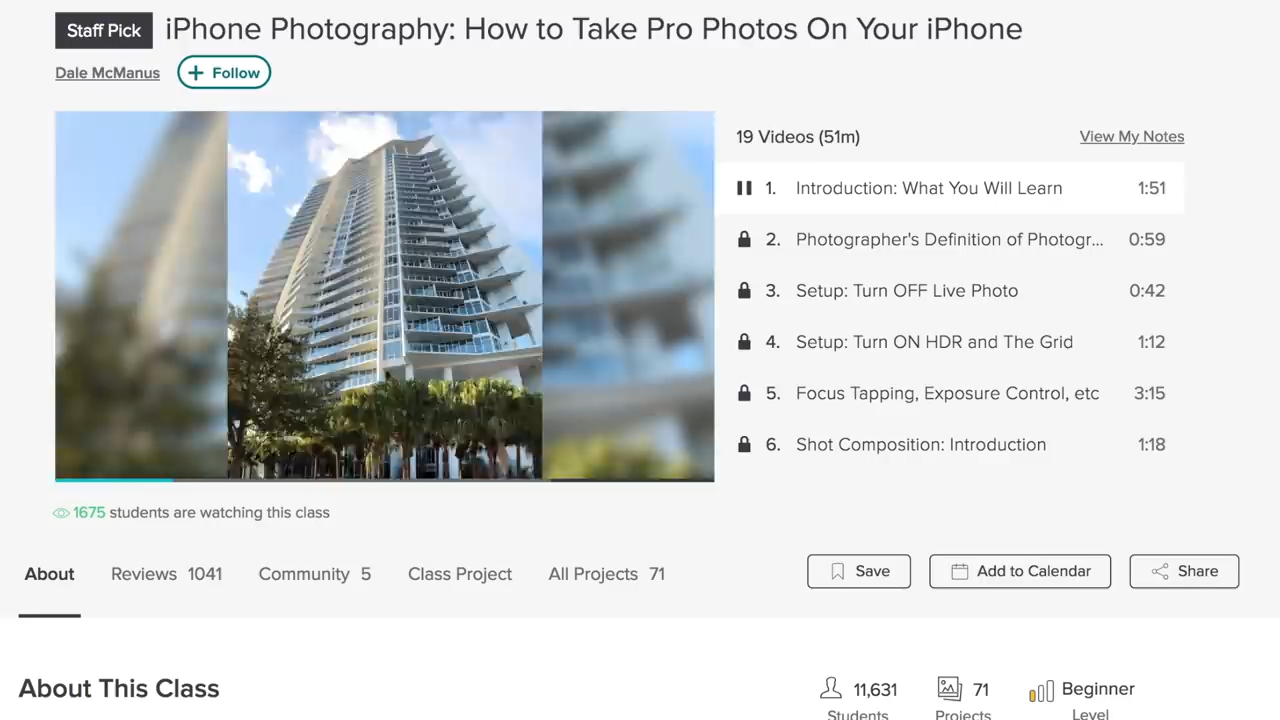 Staff Pick iPhone Photography: How to Take Pro Photos On Your iPhone
Dale McManus + Follow
19 Videos (51m) View My Notes
1. Introduction: What You Will Learn 1:51
2. Photographer's Definition of Photogr... 0:59
3. Setup: Turn OFF Live Photo 0:42
4. Setup: Turn ON HDR and The Grid 1:12
5. Focus Tapping, Exposure Control, etc 3:15
6. Shot Composition: Introduction 1:18
1675 students are watching this class
About Reviews 1041 Community 5 Class Project All Projects 71 Save Add to Calendar Share
About This Class 11,631 71 Beginner
Students Projects Level